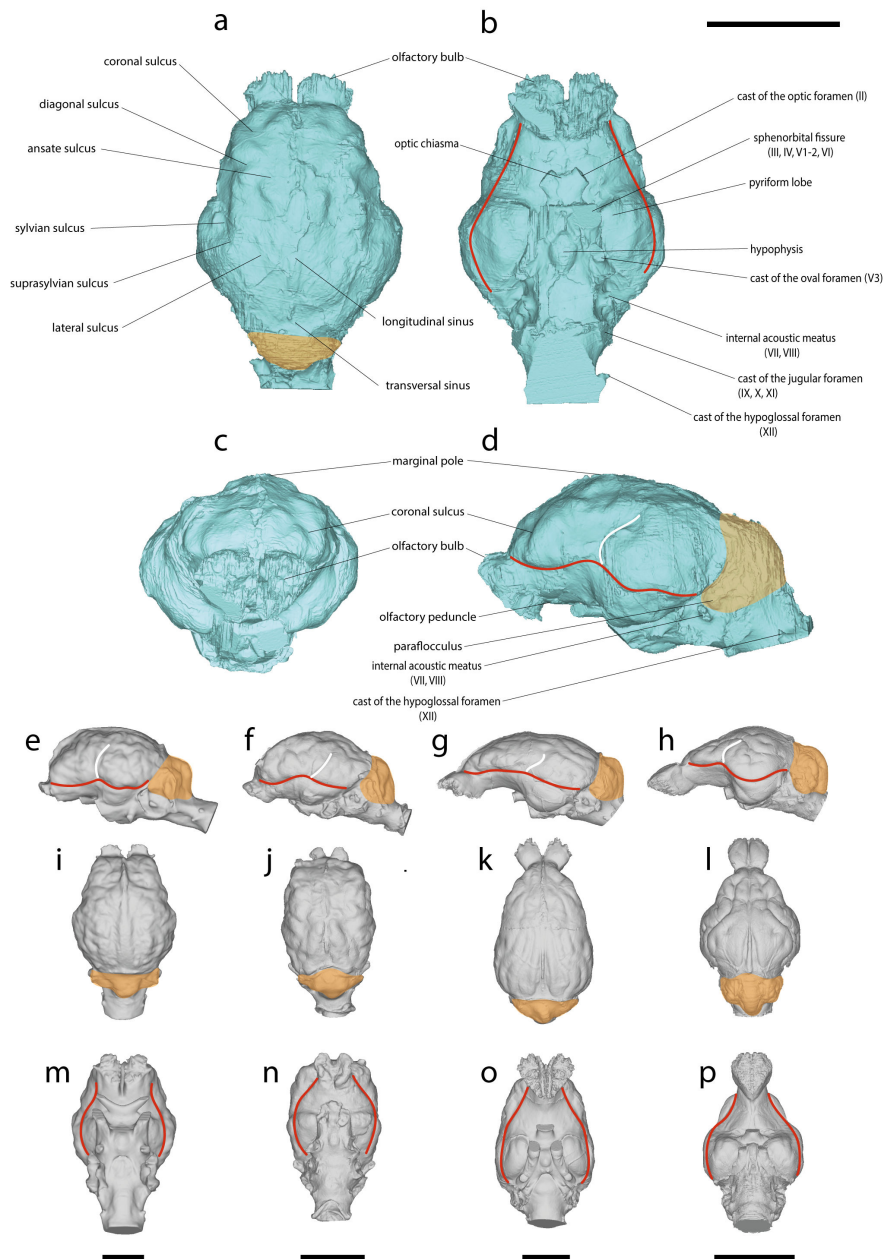 a
b
coronal sulcus
olfactory bulb
diagonal sulcus
cast of the optic foramen (II)
ansate sulcus
optic chiasma
sphenorbital fissure
(III, IV, V1-2, VI)
pyriform lobe
sylvian sulcus
hypophysis
suprasylvian sulcus
cast of the oval foramen (V3)
lateral sulcus
longitudinal sinus
internal acoustic meatus
(VII, VIII)
transversal sinus
cast of the jugular foramen
(IX, X, XI)
cast of the hypoglossal foramen
(XII)
c
d
marginal pole
coronal sulcus
olfactory bulb
olfactory peduncle
paraflocculus
internal acoustic meatus
(VII, VIII)
cast of the hypoglossal foramen
(XII)
e
f
g
h
i
j
k
l
m
n
o
p